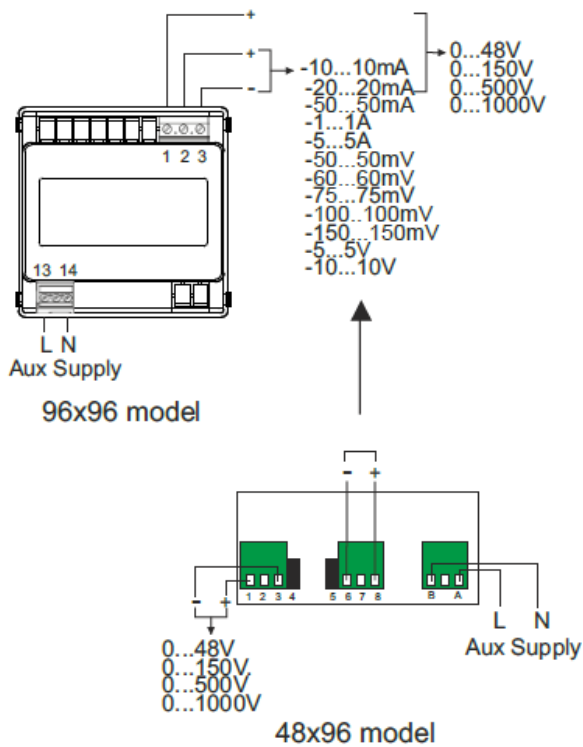 +
+
-
-10...10mA
-20...20mA
-50...50mA
-1...1A
-5...5A
-50...50mV
-60...60mV
-75...75mV
-100...100mV
-150...150mV
-5...5V
-10...10V
0...48V
0...150V
0...500V
0...1000V
1 2 3
13 14
L N
Aux Supply
96x96 model
- +
1 2 3 4
5 6 7 8
B A
- +
0...48V
0...150V
0...500V
0...1000V
L N
Aux Supply
48x96 model